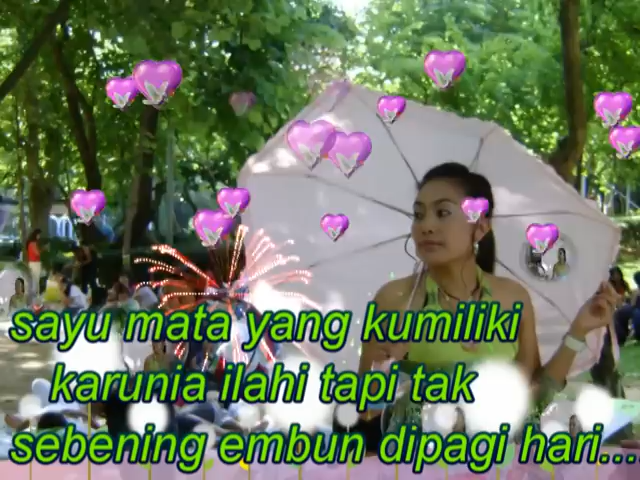 sayu mata yang kumiliki
karunia ilahi tapi tak
sebening embun dipagi hari....